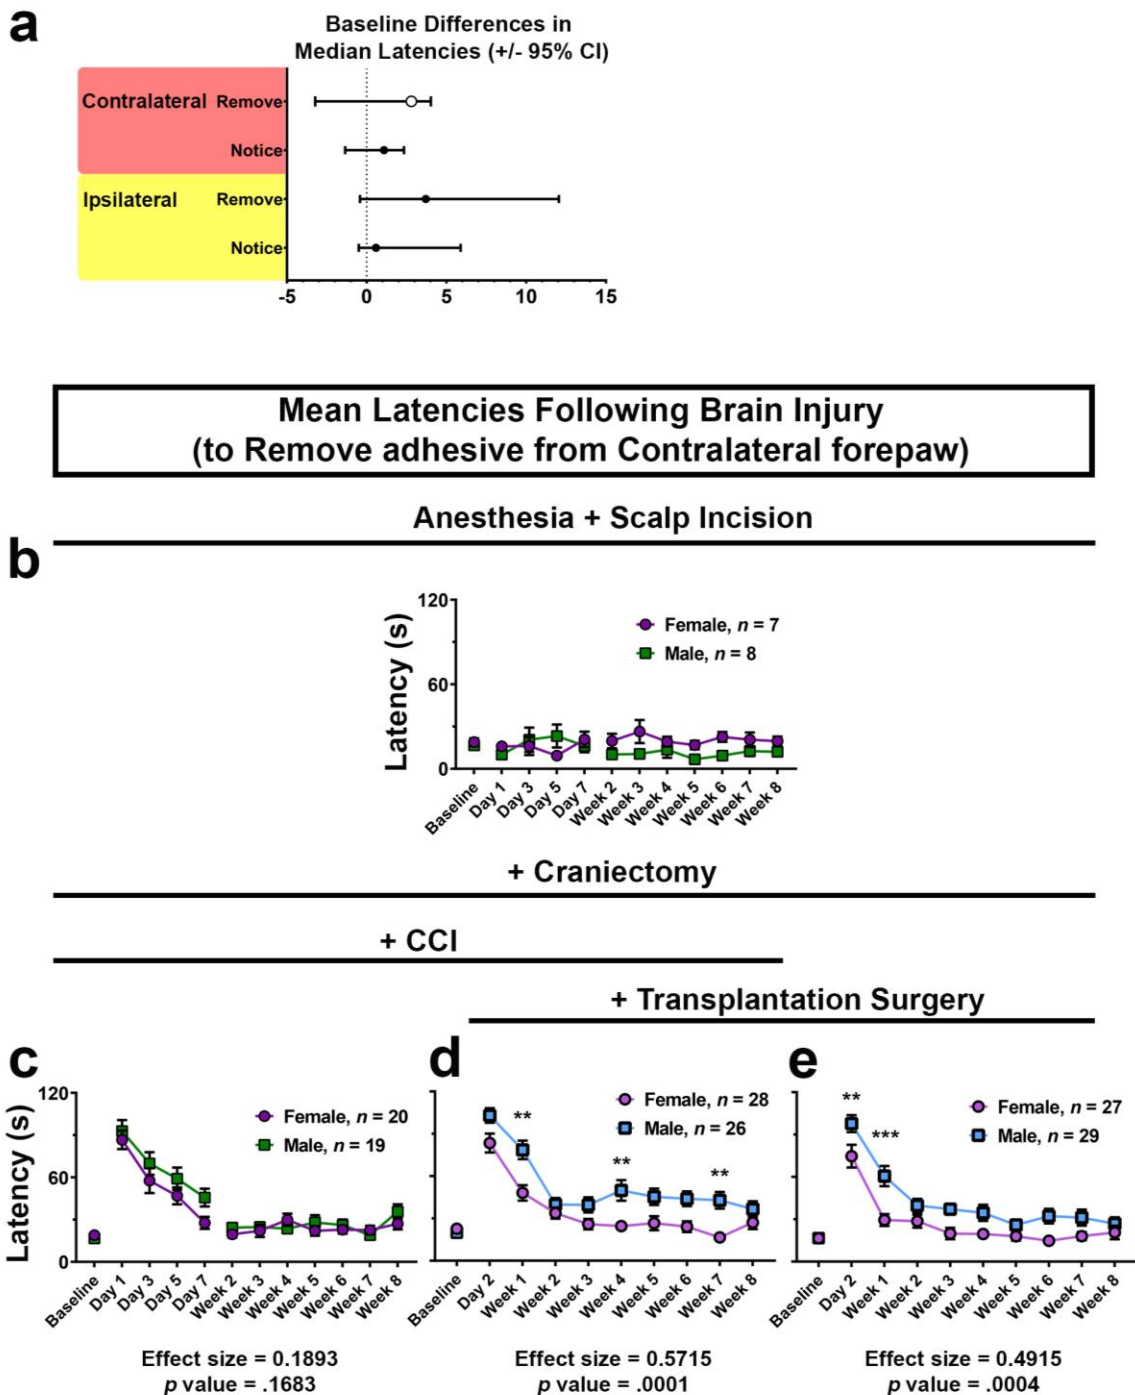 a
Baseline Differences in
Median Latencies (+/- 95% CI)
Contralateral Remove
Notice
Ipsilateral Remove
Notice
-5 0 5 10 15
Mean Latencies Following Brain Injury
(to Remove adhesive from Contralateral forepaw)
Anesthesia + Scalp Incision
b
Latency (s)
120
60
0
Female, n = 7
Male, n = 8
Baseline Day 1 Day 3 Day 5 Day 7 Week 2 Week 3 Week 4 Week 5 Week 6 Week 7 Week 8
+ Craniectomy
+ CCI
+ Transplantation Surgery
c
Latency (s)
120
60
0
Female, n = 20
Male, n = 19
Baseline Day 1 Day 3 Day 5 Day 7 Week 2 Week 3 Week 4 Week 5 Week 6 Week 7 Week 8
Effect size = 0.1893
p value = .1683
d
Female, n = 28
Male, n = 26
** ** **
Baseline Day 2 Week 1 Week 2 Week 3 Week 4 Week 5 Week 6 Week 7 Week 8
Effect size = 0.5715
p value = .0001
e
Female, n = 27
Male, n = 29
** ***
Baseline Day 2 Week 1 Week 2 Week 3 Week 4 Week 5 Week 6 Week 7 Week 8
Effect size = 0.4915
p value = .0004